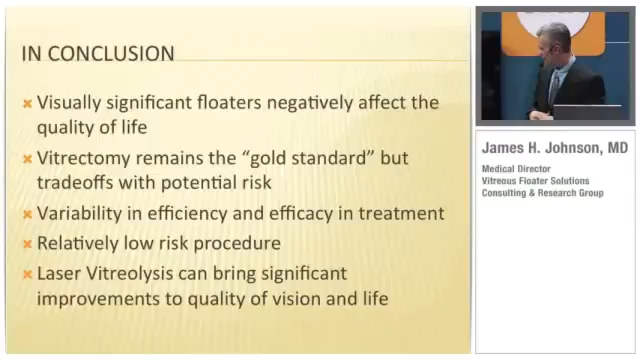 IN CONCLUSION
Visually significant floaters negatively affect the
quality of life
Vitrectomy remains the “gold standard” but
tradeoffs with potential risk
Variability in efficiency and efficacy in treatment
Relatively low risk procedure
Laser Vitreolysis can bring significant
improvements to quality of vision and life
James H. Johnson, MD
Medical Director
Vitreous Floater Solutions
Consulting & Research Group